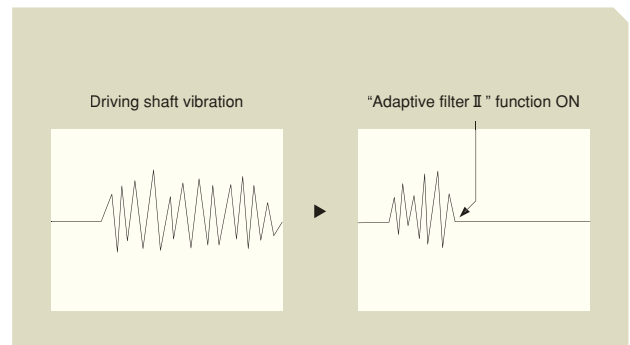 Driving shaft vibration
“Adaptive filter Ⅱ ” function ON